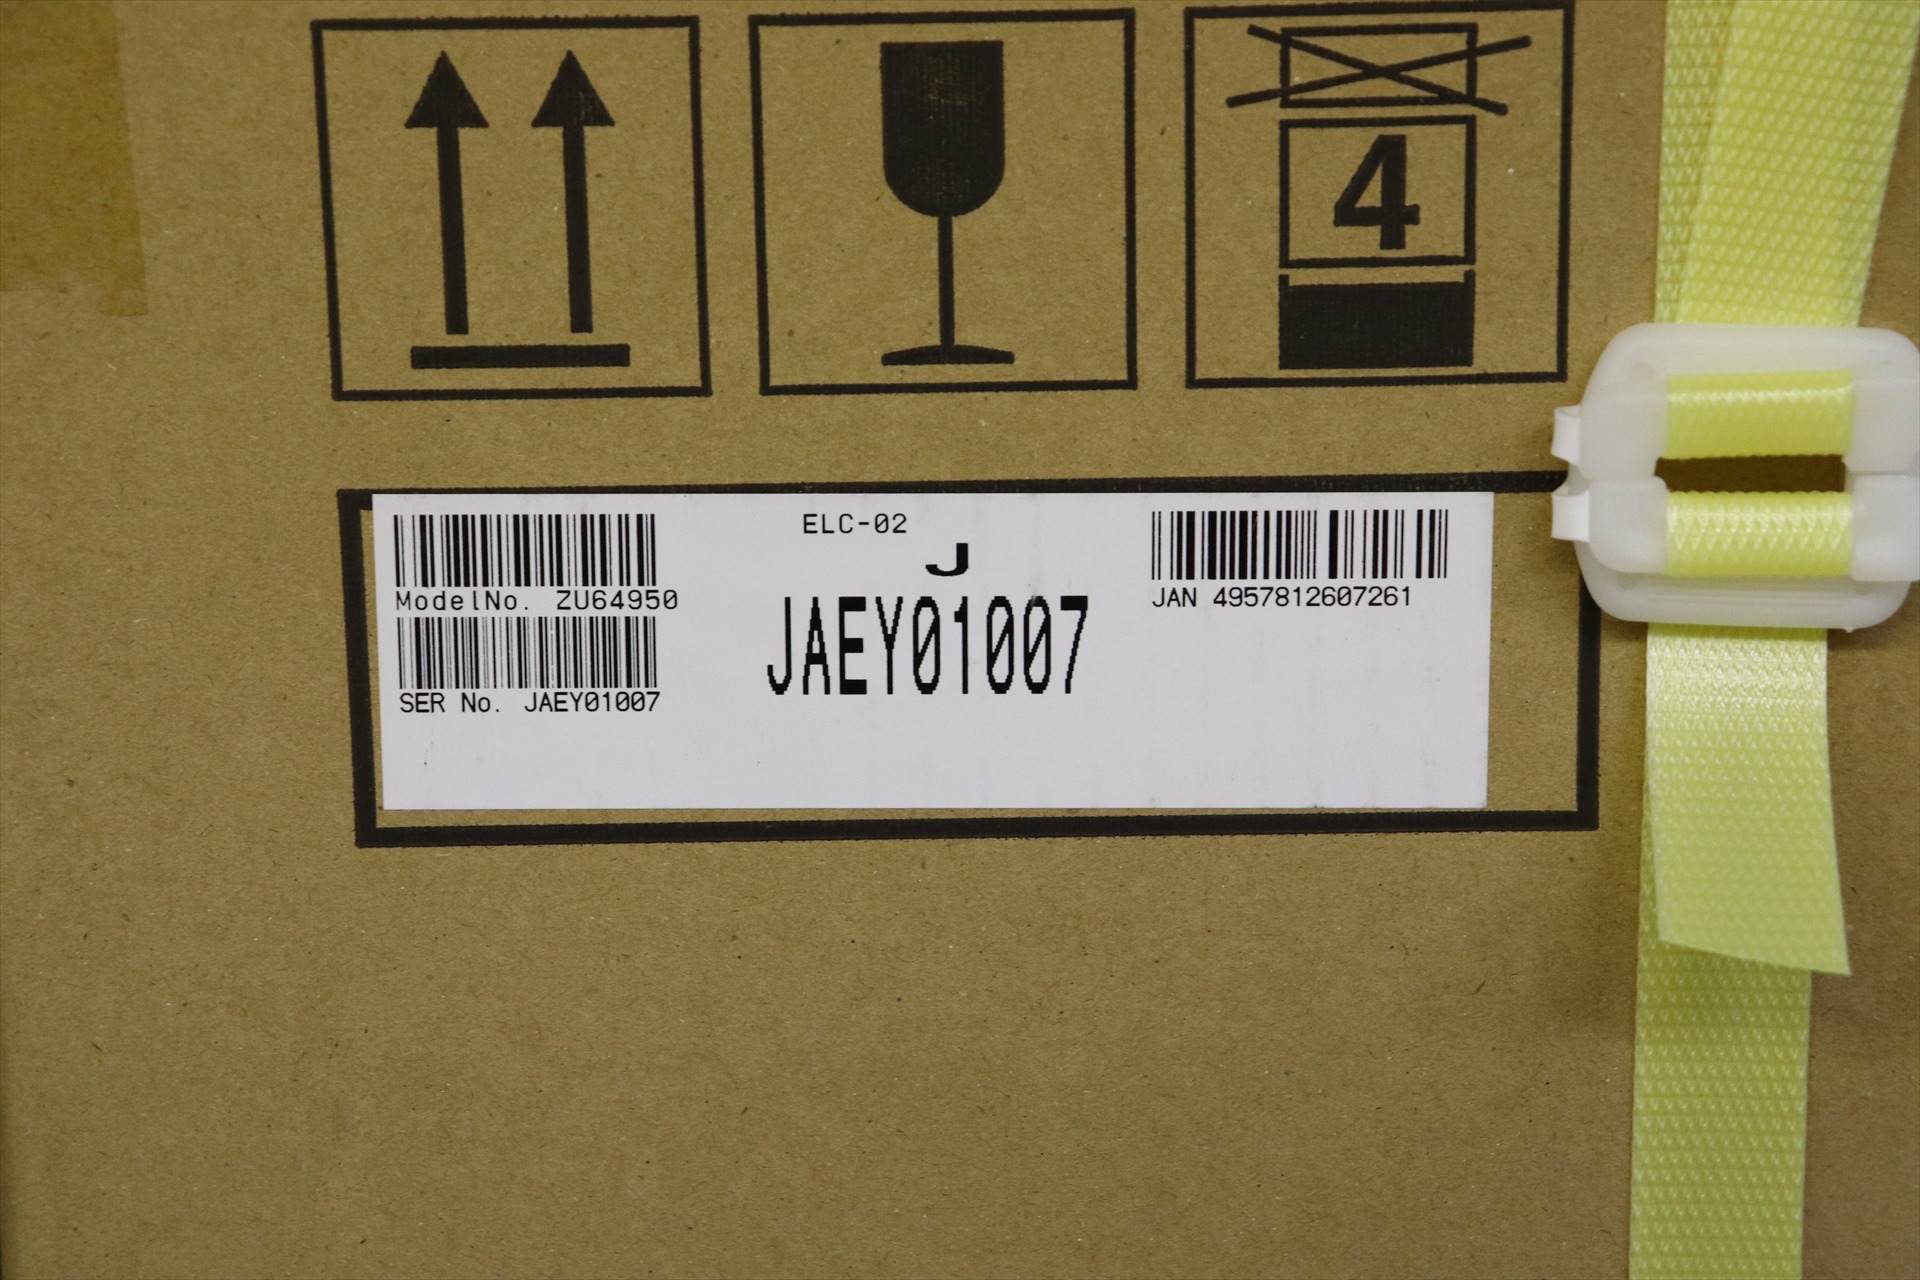 4
ELC-02
J
ModelNo. ZU64950
JAEY01007
JAN 4957812607261
SER No. JAEY01007